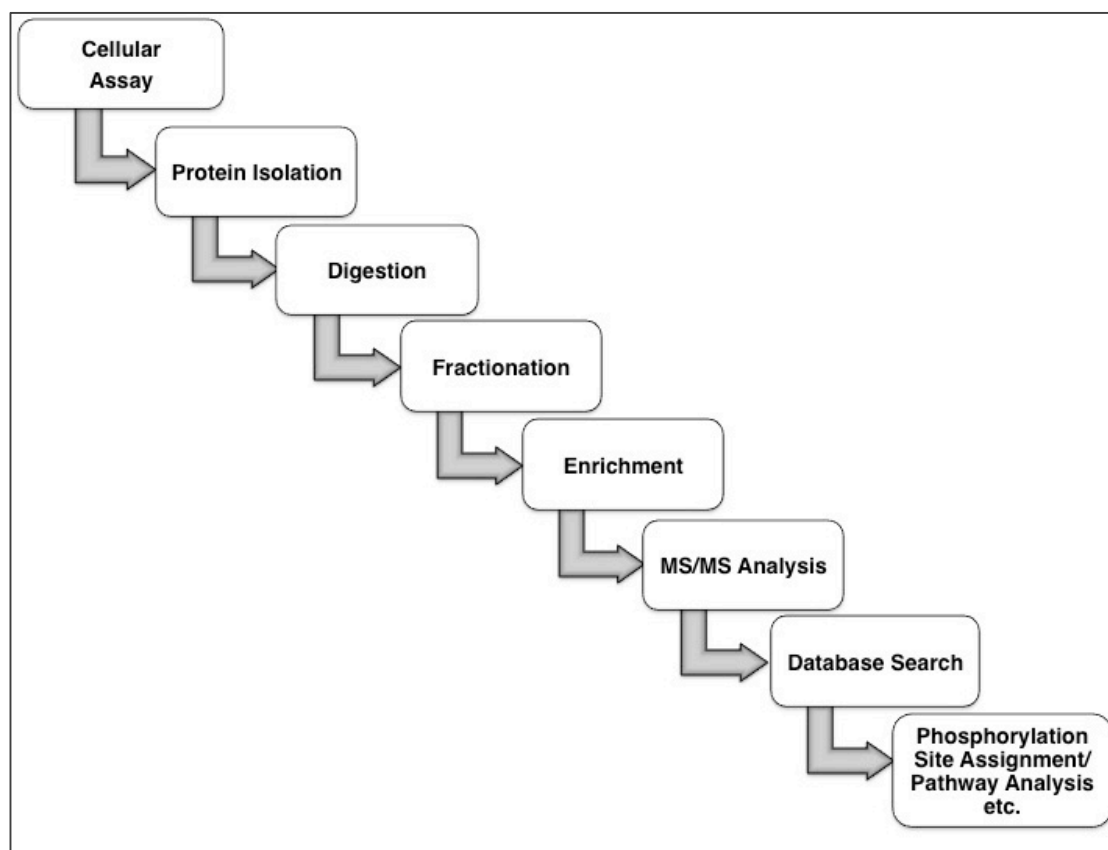 Cellular
Assay
Protein Isolation
Digestion
Fractionation
Enrichment
MS/MS Analysis
Database Search
Phosphorylation
Site Assignment/
Pathway Analysis
etc.